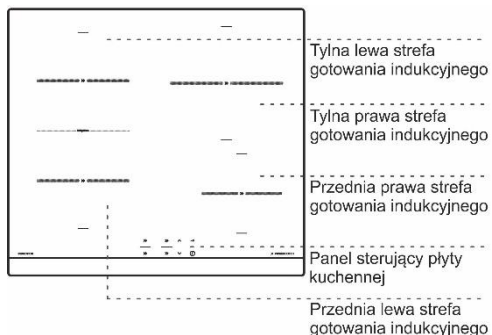 Tylna lewa strefa
gotowania indukcyjnego
Tylna prawa strefa
gotowania indukcyjnego
Przednia prawa strefa
gotowania indukcyjnego
Panel sterujący płyty
kuchennej
Przednia lewa strefa
gotowania indukcyjnego